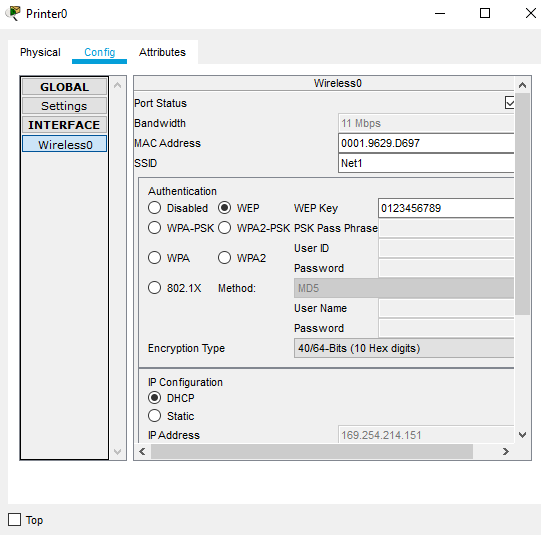 Printer0
Physical Config Attributes
GLOBAL
Settings
INTERFACE
Wireless0
Wireless0
Port Status
Bandwidth 11 Mbps
MAC Address 0001.9629.D697
SSID Net1
Authentication
Disabled WEP WEP Key 0123456789
WPA-PSK WPA2-PSK PSK Pass Phrase
User ID
WPA WPA2
Password
802.1X Method: MD5
User Name
Password
Encryption Type 40/64-Bits (10 Hex digits)
IP Configuration
DHCP
Static
IP Address 169.254.214.151
Top